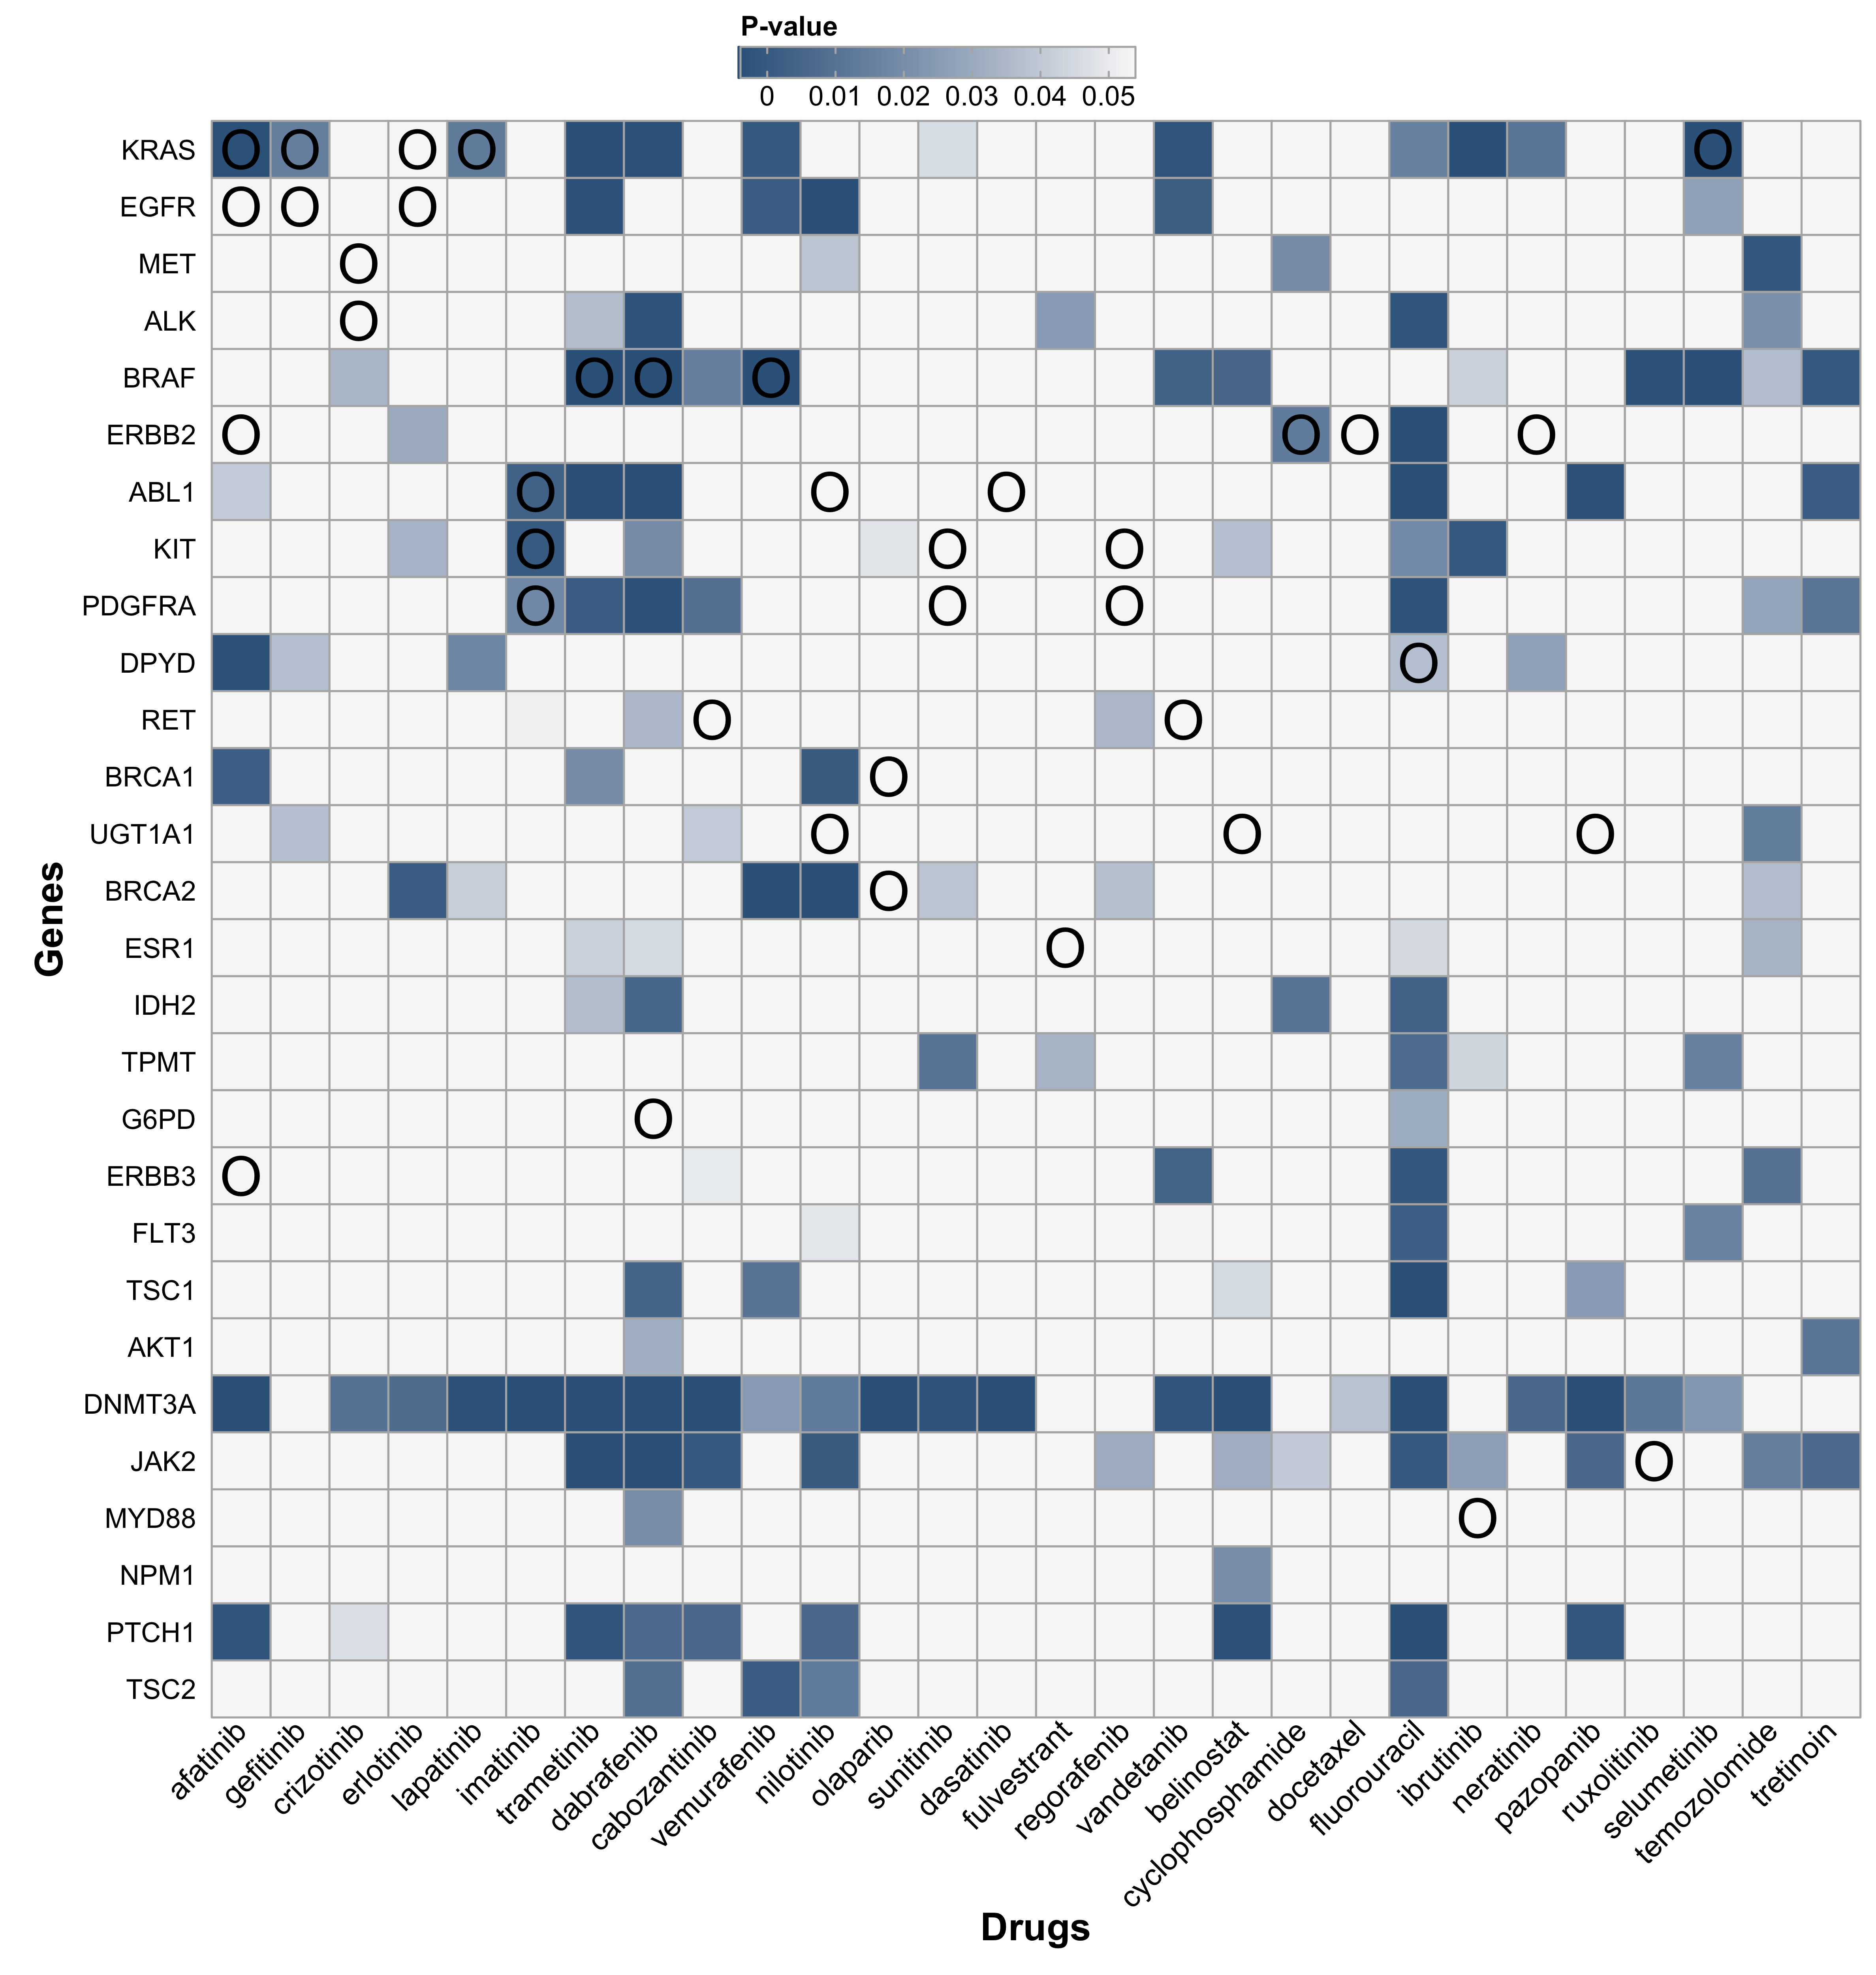 P-value
0 0.01 0.02 0.03 0.04 0.05
KRAS O O O O O
EGFR O O O
MET O
ALK O
BRAF O O O
ERBB2 O O O O
ABL1 O O O
KIT O O O
PDGFRA O O O
DPYD O
RET O O
BRCA1 O
UGT1A1 O O O
BRCA2 O
ESR1 O
IDH2
TPMT
G6PD O
ERBB3 O
FLT3
TSC1
AKT1
DNMT3A
JAK2 O
MYD88 O
NPM1
PTCH1
TSC2
Genes
afatinib
gefitinib
crizotinib
erlotinib
lapatinib
imatinib
trametinib
dabrafenib
cabozantinib
vemurafenib
nilotinib
olaparib
sunitinib
dasatinib
fulvestrant
regorafenib
vandetanib
belinostat
cyclophosphamide
docetaxel
fluorouracil
ibrutinib
neratinib
pazopanib
ruxolitinib
selumetinib
temozolomide
tretinoin
Drugs